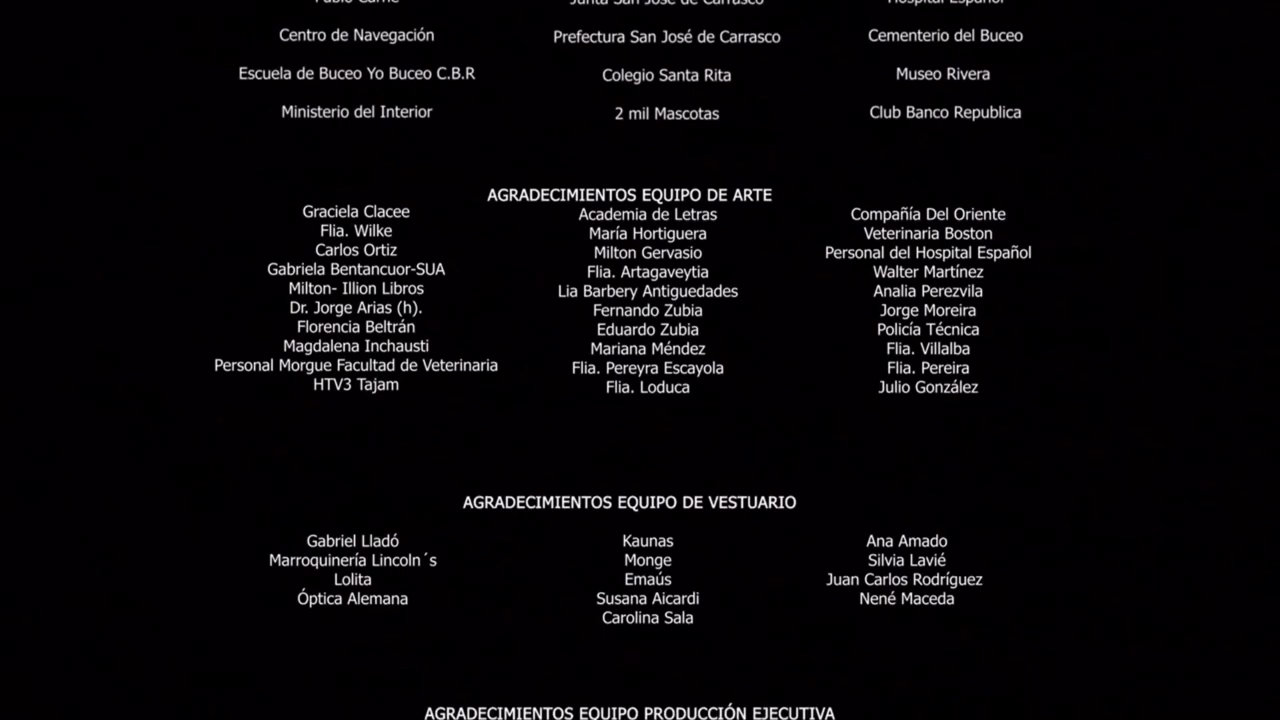 Centro de Navegación
Prefectura San José de Carrasco
Cementerio del Buceo
Escuela de Buceo Yo Buceo C.B.R
Colegio Santa Rita
Museo Rivera
Ministerio del Interior
2 mil Mascotas
Club Banco Republica
AGRADECIMIENTOS EQUIPO DE ARTE
Graciela Clacee
Flia. Wilke
Carlos Ortiz
Gabriela Bentancuor-SUA
Milton- Illion Libros
Dr. Jorge Arias (h).
Florencia Beltrán
Magdalena Inchausti
Personal Morgue Facultad de Veterinaria
HTV3 Tajam
Academia de Letras
María Hortiguera
Milton Gervasio
Flia. Artagaveytia
Lia Barbery Antiguedades
Fernando Zubia
Eduardo Zubia
Mariana Méndez
Flia. Pereyra Escayola
Flia. Loduca
Compañía Del Oriente
Veterinaria Boston
Personal del Hospital Español
Walter Martínez
Analia Perezvila
Jorge Moreira
Policía Técnica
Flia. Villalba
Flia. Pereira
Julio González
AGRADECIMIENTOS EQUIPO DE VESTUARIO
Gabriel Lladó
Marroquinería Lincoln´s
Lolita
Óptica Alemana
Kaunas
Monge
Emaús
Susana Aicardi
Carolina Sala
Ana Amado
Silvia Lavié
Juan Carlos Rodríguez
Nené Maceda
AGRADECIMIENTOS EQUIPO PRODUCCIÓN EJECUTIVA